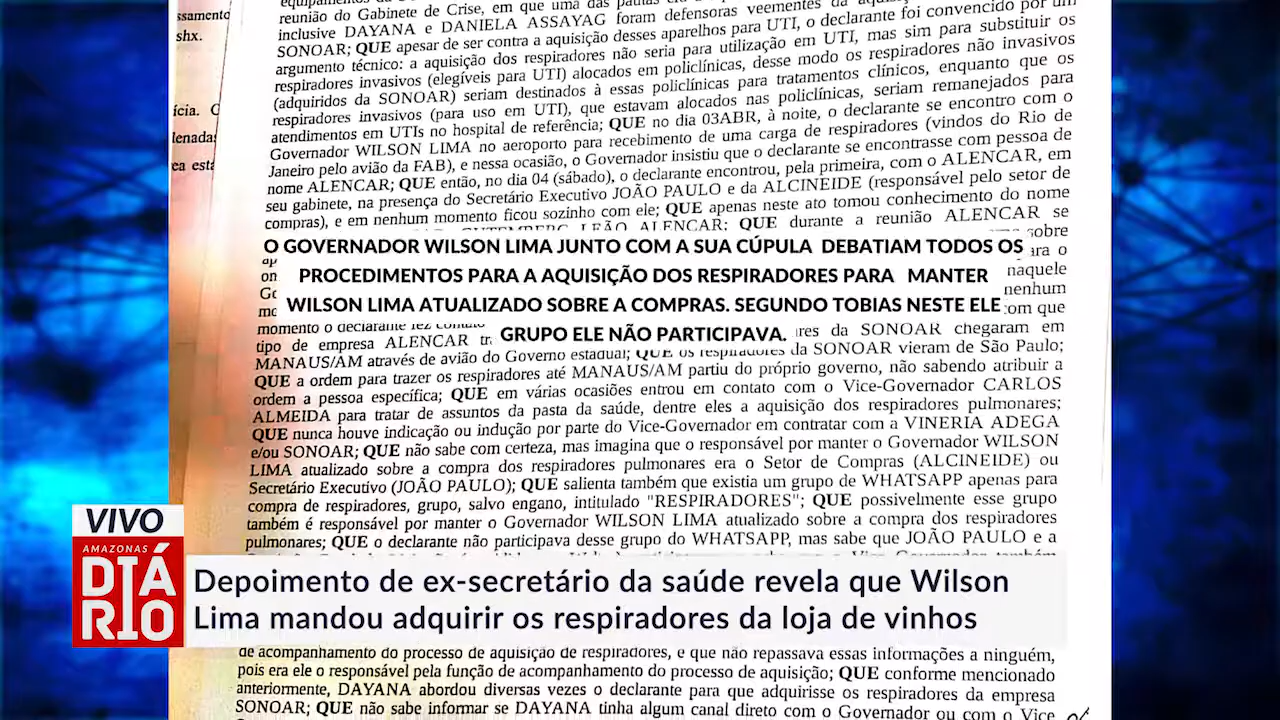 ssamento
shx.
ícia.
denadas
ea está
reunião do Gabinete de Crise, em que uma das pautas era
inclusive DAYANA e DANIELA ASSAYAG foram defensoras veementes da
SONOAR; QUE apesar de ser contra a aquisição desses aparelhos para UTI, o declarante foi convencido por um
argumento técnico: a aquisição dos respiradores não seria para utilização em UTI, mas sim para substituir os
respiradores invasivos (elegíveis para UTI) alocados em policlínicas, desse modo os respiradores não invasivos
(adquiridos da SONOAR) seriam destinados à essas policlínicas para tratamentos clínicos, enquanto que os
respiradores invasivos (para uso em UTI), que estavam alocados nas policlínicas, seriam remanejados para
atendimentos em UTIs no hospital de referência; QUE no dia 03ABR, à noite, o declarante se encontro com o
Governador WILSON LIMA no aeroporto para recebimento de uma carga de respiradores (vindos do Rio de
Janeiro pelo avião da FAB), e nessa ocasião, o Governador insistiu que o declarante se encontrasse com pessoa de
nome ALENCAR; QUE então, no dia 04 (sábado), o declarante encontrou, pela primeira, com o ALENCAR, em
seu gabinete, na presença do Secretário Executivo JOÃO PAULO e da ALCINEIDE (responsável pelo setor de
compras), e em nenhum momento ficou sozinho com ele; QUE apenas neste ato tomou conhecimento do nome
GUTEMBERG LEÃO ALENCAR; QUE durante a reunião ALENCAR se
sobre
O GOVERNADOR WILSON LIMA JUNTO COM A SUA CÚPULA DEBATIAM TODOS OS
PROCEDIMENTOS PARA A AQUISIÇÃO DOS RESPIRADORES PARA MANTER
naquele
nenhum
WILSON LIMA ATUALIZADO SOBRE A COMPRAS. SEGUNDO TOBIAS NESTE ELE
com que
GRUPO ELE NÃO PARTICIPAVA.
momento o declarante fez
tipo de empresa ALENCAR
da SONOAR chegaram em
MANAUS/AM através de avião do Governo estadual; QUE os respiradores da SONOAR vieram de São Paulo;
QUE a ordem para trazer os respiradores até MANAUS/AM partiu do próprio governo, não sabendo atribuir a
ordem a pessoa específica; QUE em várias ocasiões entrou em contato com o Vice-Governador CARLOS
ALMEIDA para tratar de assuntos da pasta da saúde, dentre eles a aquisição dos respiradores pulmonares;
QUE nunca houve indicação ou indução por parte do Vice-Governador em contratar com a VINERIA ADEGA
e/ou SONOAR; QUE não sabe com certeza, mas imagina que o responsável por manter o Governador WILSON
LIMA atualizado sobre a compra dos respiradores pulmonares era o Setor de Compras (ALCINEIDE) ou
Secretário Executivo (JOÃO PAULO); QUE salienta também que existia um grupo de WHATSAPP apenas para
compra de respiradores, grupo, salvo engano, intitulado "RESPIRADORES"; QUE possivelmente esse grupo
também é responsável por manter o Governador WILSON LIMA atualizado sobre a compra dos respiradores
pulmonares; QUE o declarante não participava desse grupo do WHATSAPP, mas sabe que JOÃO PAULO e a
VIVO
AMAZONAS
DIÁ
RIO
Depoimento de ex-secretário da saúde revela que Wilson
Lima mandou adquirir os respiradores da loja de vinhos
de acompanhamento do processo de aquisição de respiradores, e que não repassava essas informações a ninguém,
pois era ele o responsável pela função de acompanhamento do processo de aquisição; QUE conforme mencionado
anteriormente, DAYANA abordou diversas vezes o declarante para que adquirisse os respiradores da empresa
SONOAR; QUE não sabe informar se DAYANA tinha algum canal direto com o Governador ou com o Vice